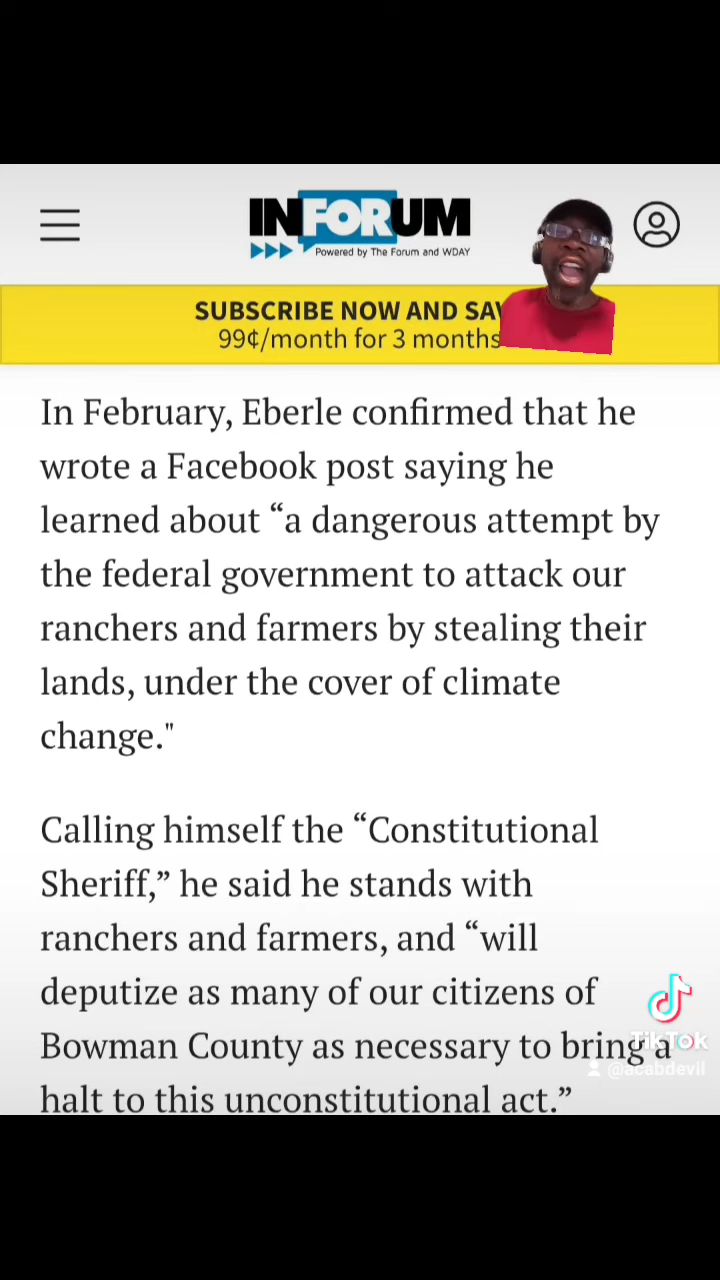 INFORUM
Powered by The Forum and WDAY
SUBSCRIBE NOW AND
99¢/month for 3 months
In February, Eberle confirmed that he
wrote a Facebook post saying he
learned about “a dangerous attempt by
the federal government to attack our
ranchers and farmers by stealing their
lands, under the cover of climate
change."
Calling himself the “Constitutional
Sheriff,” he said he stands with
ranchers and farmers, and “will
deputize as many of our citizens of
Bowman County as necessary to bring a
halt to this unconstitutional act.”
TikTok
@acabdevil